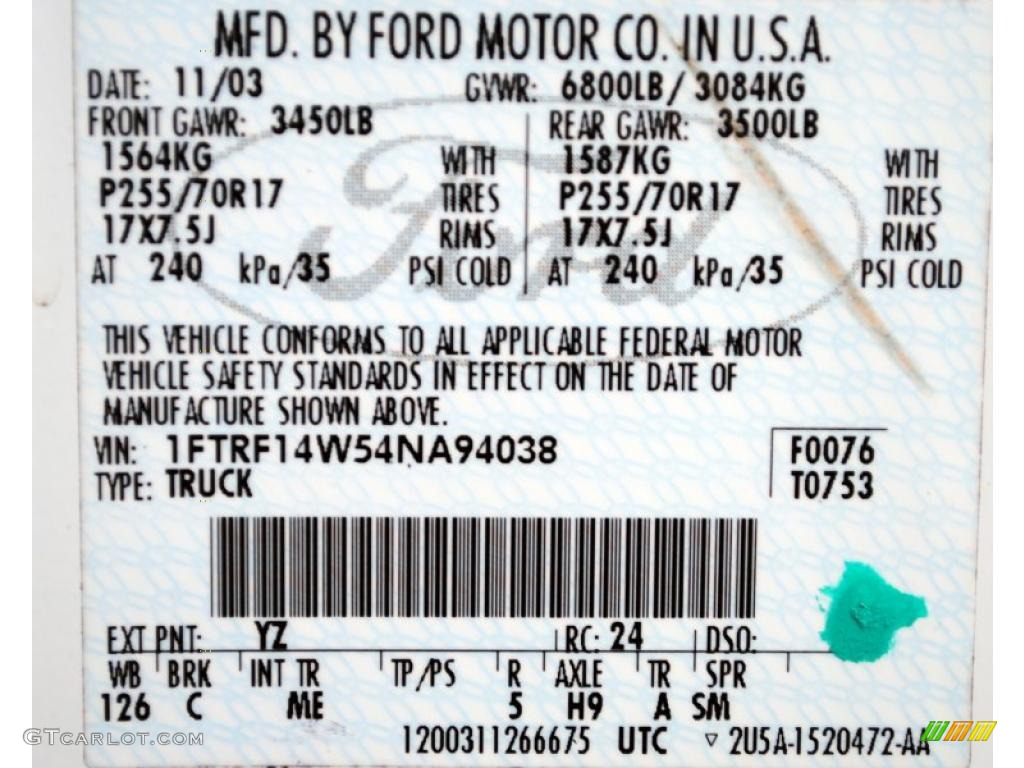 MFD. BY FORD MOTOR CO. IN U.S.A.
DATE: 11/03 GVWR: 6800LB / 3084KG
FRONT GAWR: 3450LB REAR GAWR: 3500LB
1564KG WITH 1587KG WITH
P255/70R17 TIRES P255/70R17 TIRES
17X7.5J RIMS 17X7.5J RIMS
AT 240 kPa/35 PSI COLD AT 240 kPa/35 PSI COLD
Ford
THIS VEHICLE CONFORMS TO ALL APPLICABLE FEDERAL MOTOR
VEHICLE SAFETY STANDARDS IN EFFECT ON THE DATE OF
MANUFACTURE SHOWN ABOVE.
VIN: 1FTRF14W54NA94038 F0076
TYPE: TRUCK T0753
EXT PNT: YZ RC: 24 DSO:
WB BRK INT TR TP/PS R AXLE TR SPR
126 C ME 5 H9 A SM
1200311266675 UTC ▽ 2U5A-1520472-AA
GTCARLOT.COM